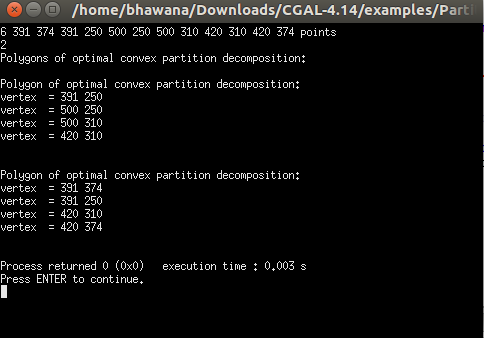 /home/bhawana/Downloads/CGAL-4.14/examples/Parti
6 391 374 391 250 500 250 500 310 420 310 420 374 points
2
Polygons of optimal convex partition decomposition:
Polygon of optimal convex partition decomposition:
vertex  = 391 250
vertex  = 500 250
vertex  = 500 310
vertex  = 420 310
Polygon of optimal convex partition decomposition:
vertex  = 391 374
vertex  = 391 250
vertex  = 420 310
vertex  = 420 374
Process returned 0 (0x0)   execution time : 0.003 s
Press ENTER to continue.